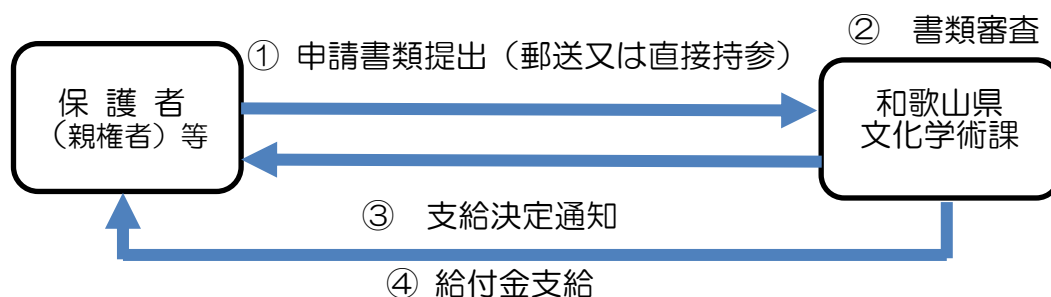 ② 書類審査
① 申請書類提出（郵送又は直接持参）
保 護 者
（親権者）等
和歌山県
文化学術課
③ 支給決定通知
④ 給付金支給